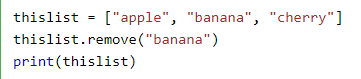 thislist = ["apple", "banana", "cherry"]
thislist.remove("banana")
print(thislist)